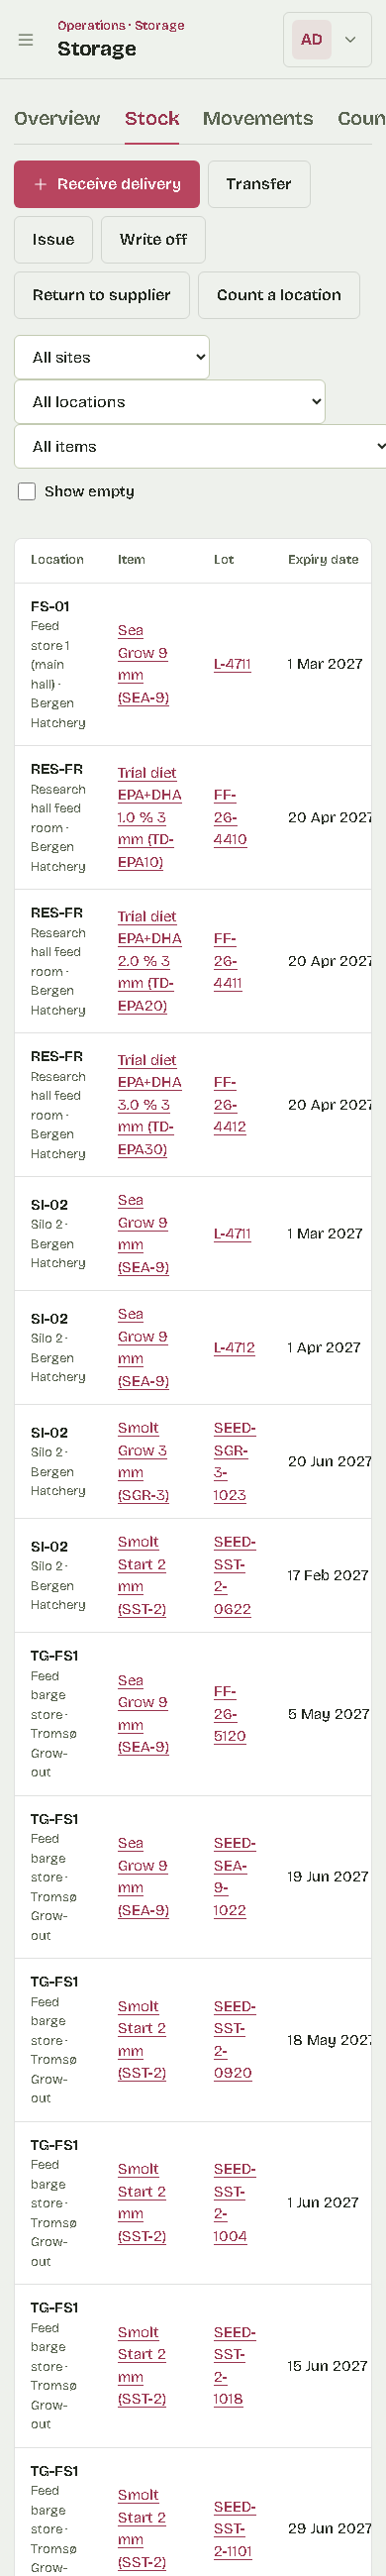 Operations · Storage
Storage
AD
Overview Stock Movements Coun
+ Receive delivery
Transfer
Issue
Write off
Return to supplier
Count a location
All sites
All locations
All items
Show empty
Location Item Lot Expiry date
FS-01
Feed
store 1
(main
hall) ·
Bergen
Hatchery
Sea
Grow 9
mm
(SEA-9)
L-4711
1 Mar 2027
RES-FR
Research
hall feed
room ·
Bergen
Hatchery
Trial diet
EPA+DHA
1.0 % 3
mm (TD-
EPA10)
FF-
26-
4410
20 Apr 2027
RES-FR
Research
hall feed
room ·
Bergen
Hatchery
Trial diet
EPA+DHA
2.0 % 3
mm (TD-
EPA20)
FF-
26-
4411
20 Apr 2027
RES-FR
Research
hall feed
room ·
Bergen
Hatchery
Trial diet
EPA+DHA
3.0 % 3
mm (TD-
EPA30)
FF-
26-
4412
20 Apr 2027
SI-02
Silo 2 ·
Bergen
Hatchery
Sea
Grow 9
mm
(SEA-9)
L-4711
1 Mar 2027
SI-02
Silo 2 ·
Bergen
Hatchery
Sea
Grow 9
mm
(SEA-9)
L-4712
1 Apr 2027
SI-02
Silo 2 ·
Bergen
Hatchery
Smolt
Grow 3
mm
(SGR-3)
SEED-
SGR-
3-
1023
20 Jun 2027
SI-02
Silo 2 ·
Bergen
Hatchery
Smolt
Start 2
mm
(SST-2)
SEED-
SST-
2-
0622
17 Feb 2027
TG-FS1
Feed
barge
store ·
Tromsø
Grow-
out
Sea
Grow 9
mm
(SEA-9)
FF-
26-
5120
5 May 2027
TG-FS1
Feed
barge
store ·
Tromsø
Grow-
out
Sea
Grow 9
mm
(SEA-9)
SEED-
SEA-
9-
1022
19 Jun 2027
TG-FS1
Feed
barge
store ·
Tromsø
Grow-
out
Smolt
Start 2
mm
(SST-2)
SEED-
SST-
2-
0920
18 May 2027
TG-FS1
Feed
barge
store ·
Tromsø
Grow-
out
Smolt
Start 2
mm
(SST-2)
SEED-
SST-
2-
1004
1 Jun 2027
TG-FS1
Feed
barge
store ·
Tromsø
Grow-
out
Smolt
Start 2
mm
(SST-2)
SEED-
SST-
2-
1018
15 Jun 2027
TG-FS1
Feed
barge
store ·
Tromsø
Grow-
Smolt
Start 2
mm
(SST-2)
SEED-
SST-
2-1101
29 Jun 2027